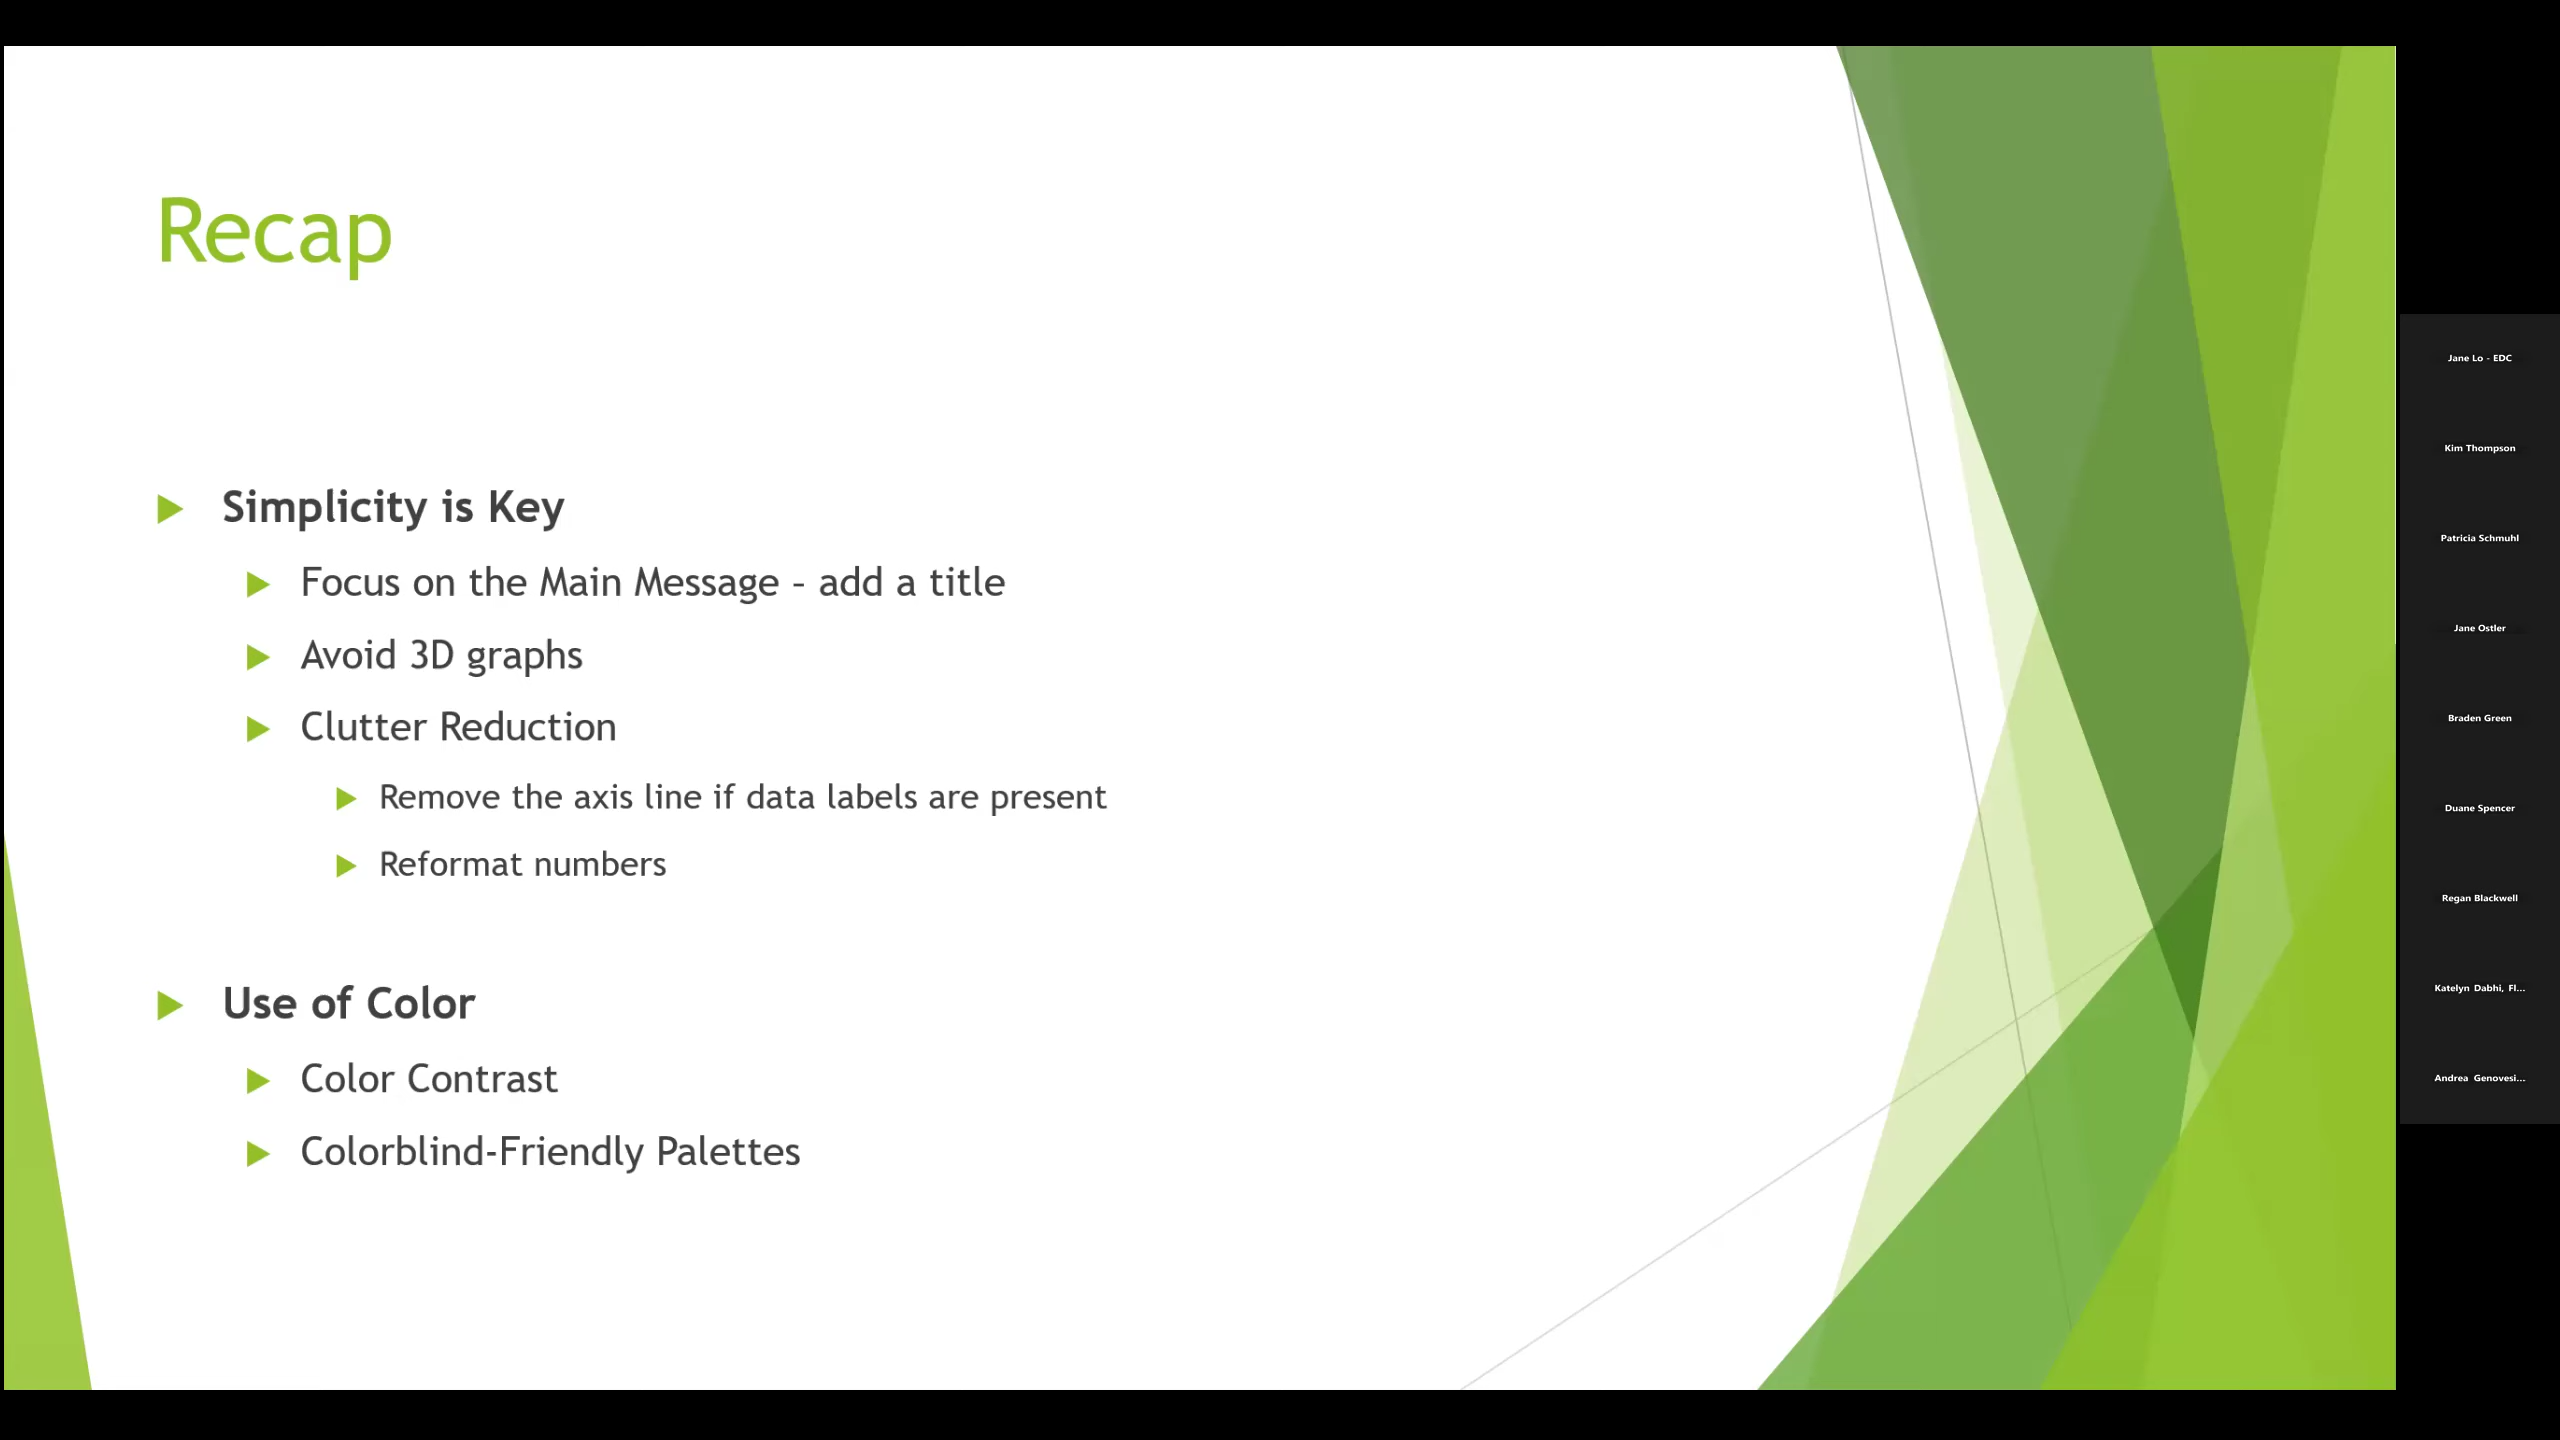 Recap
Simplicity is Key
Focus on the Main Message – add a title
Avoid 3D graphs
Clutter Reduction
Remove the axis line if data labels are present
Reformat numbers
Use of Color
Color Contrast
Colorblind-Friendly Palettes
Jane Lo - EDC
Kim Thompson
Patricia Schmuhl
Jane Ostler
Braden Green
Duane Spencer
Regan Blackwell
Katelyn Dabhi, Fl...
Andrea Genovesi...